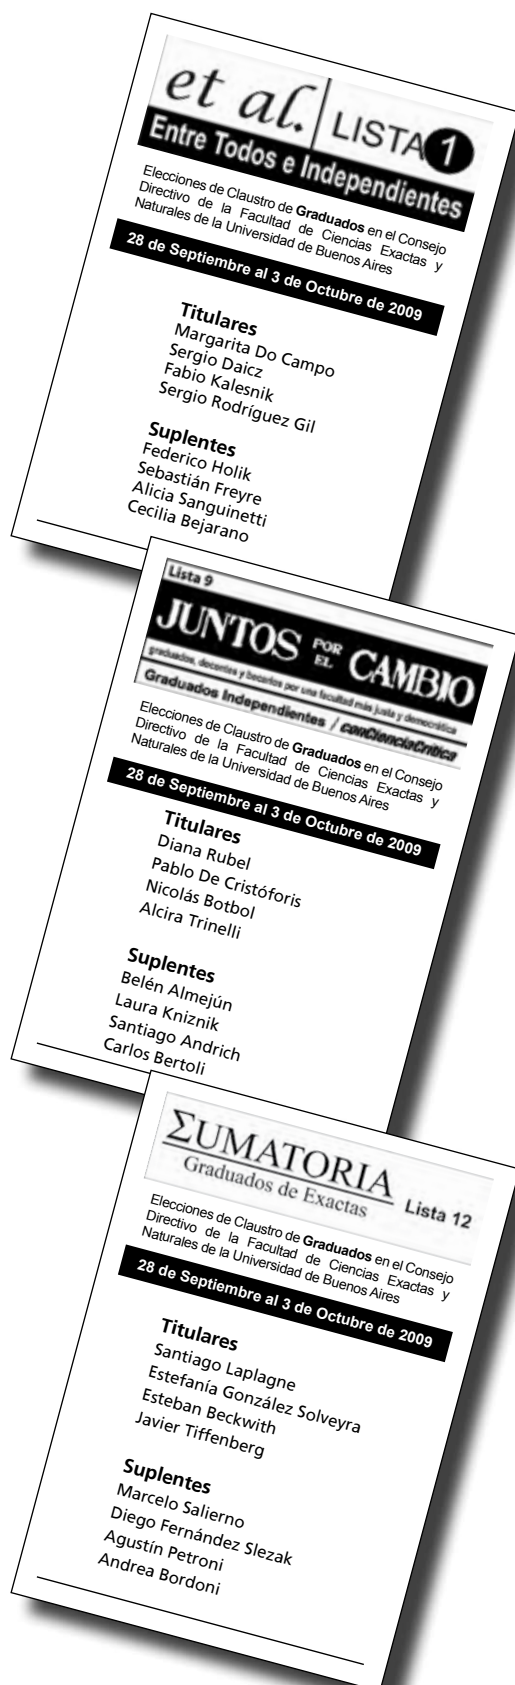 et al. LISTA 1
Entre Todos e Independientes
Elecciones de Claustro de Graduados en el Consejo
Directivo de la Facultad de Ciencias Exactas y
Naturales de la Universidad de Buenos Aires
28 de Septiembre al 3 de Octubre de 2009
Titulares
Margarita Do Campo
Sergio Daicz
Fabio Kalesnik
Sergio Rodríguez Gil
Suplentes
Federico Holik
Sebastián Freyre
Alicia Sanguinetti
Cecilia Bejarano
Lista 9
JUNTOS POR EL CAMBIO
graduados, docentes y becarios por una facultad más justa y democrática
Graduados Independientes / conCienciaCrítica
Elecciones de Claustro de Graduados en el Consejo
Directivo de la Facultad de Ciencias Exactas y
Naturales de la Universidad de Buenos Aires
28 de Septiembre al 3 de Octubre de 2009
Titulares
Diana Rubel
Pablo De Cristóforis
Nicolás Botbol
Alcira Trinelli
Suplentes
Belén Almejún
Laura Kniznik
Santiago Andrich
Carlos Bertoli
ΣUMATORIA
Graduados de Exactas Lista 12
Elecciones de Claustro de Graduados en el Consejo
Directivo de la Facultad de Ciencias Exactas y
Naturales de la Universidad de Buenos Aires
28 de Septiembre al 3 de Octubre de 2009
Titulares
Santiago Laplagne
Estefanía González Solveyra
Esteban Beckwith
Javier Tiffenberg
Suplentes
Marcelo Salierno
Diego Fernández Slezak
Agustín Petroni
Andrea Bordoni